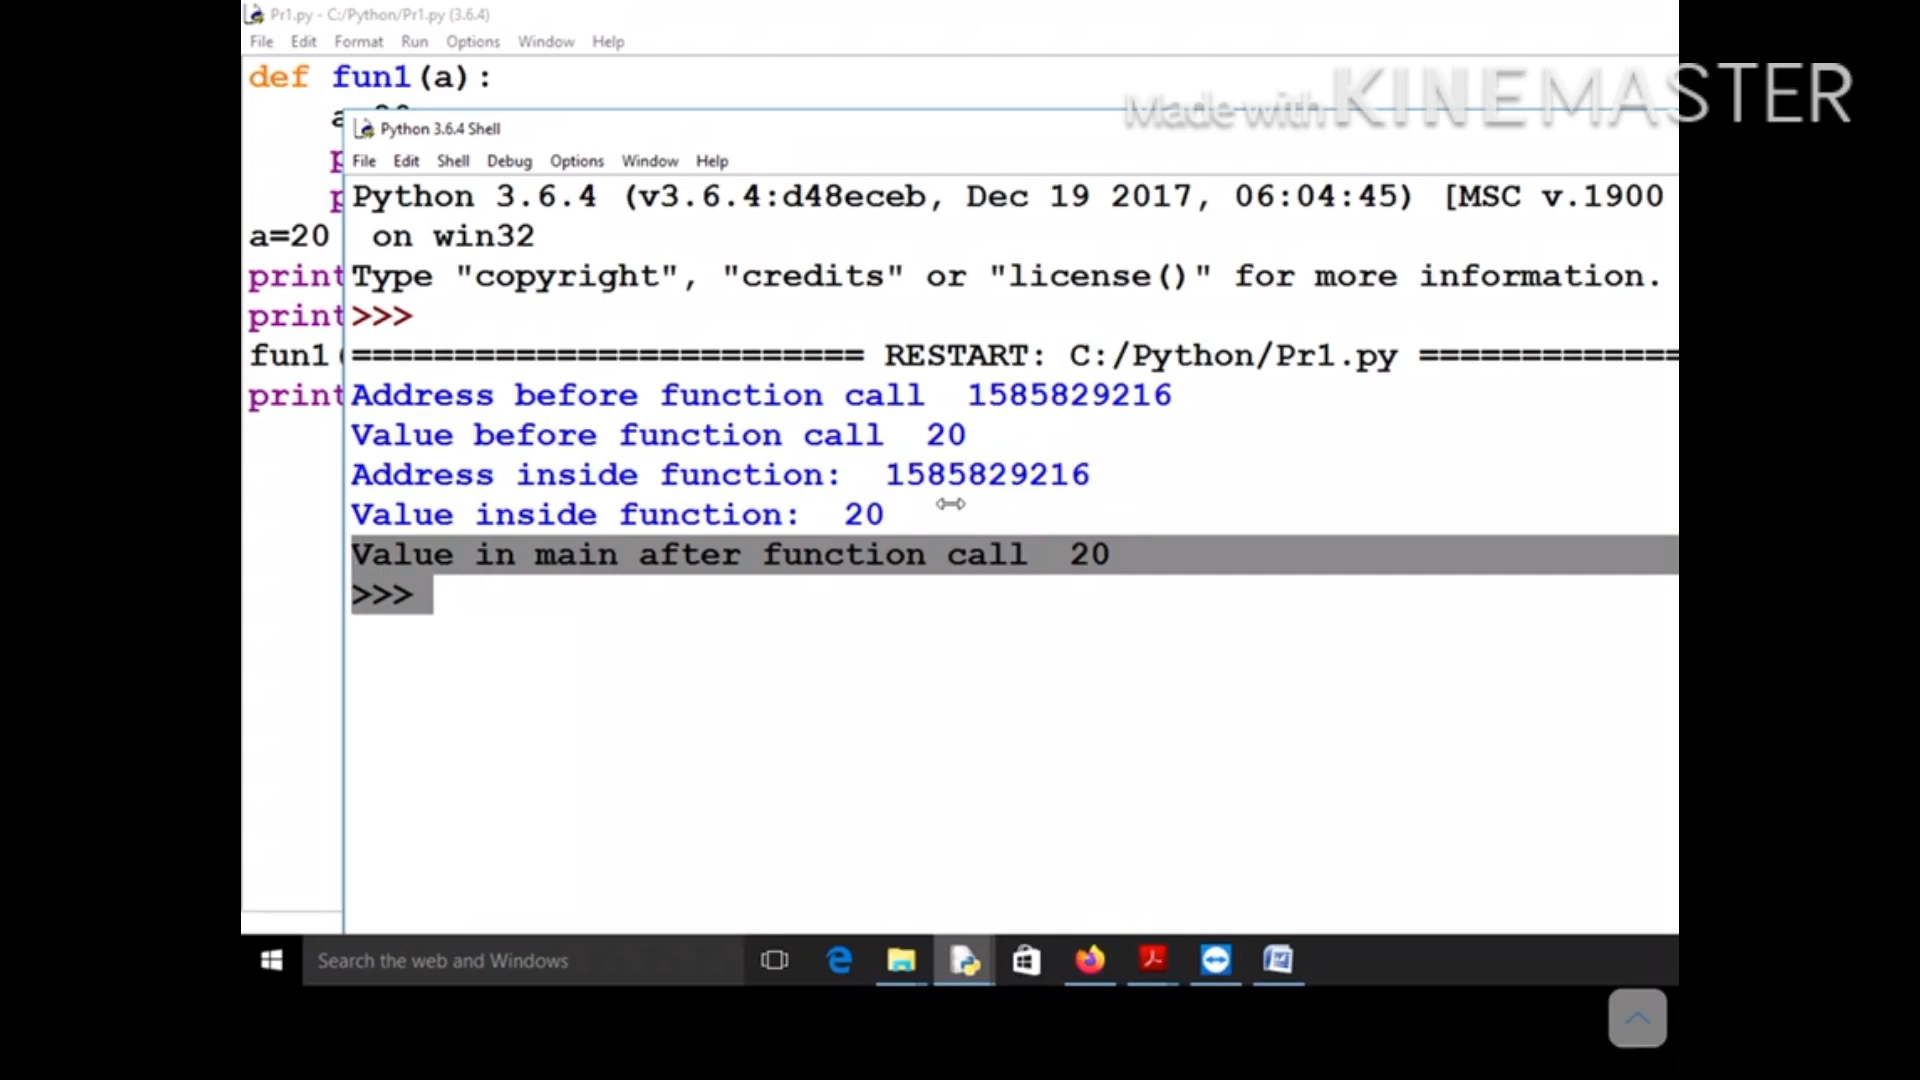 Pr1.py - C:/Python/Pr1.py (3.6.4)
File Edit Format Run Options Window Help
def fun1(a):
Made with KINEMASTER
a
Python 3.6.4 Shell
File Edit Shell Debug Options Window Help
Python 3.6.4 (v3.6.4:d48eceb, Dec 19 2017, 06:04:45) [MSC v.1900
a=20
on win32
print
Type "copyright", "credits" or "license()" for more information.
print
>>>
fun1(
========================= RESTART: C:/Python/Pr1.py =============
print
Address before function call  1585829216
Value before function call  20
Address inside function:  1585829216
Value inside function:  20
Value in main after function call  20
>>>
Search the web and Windows